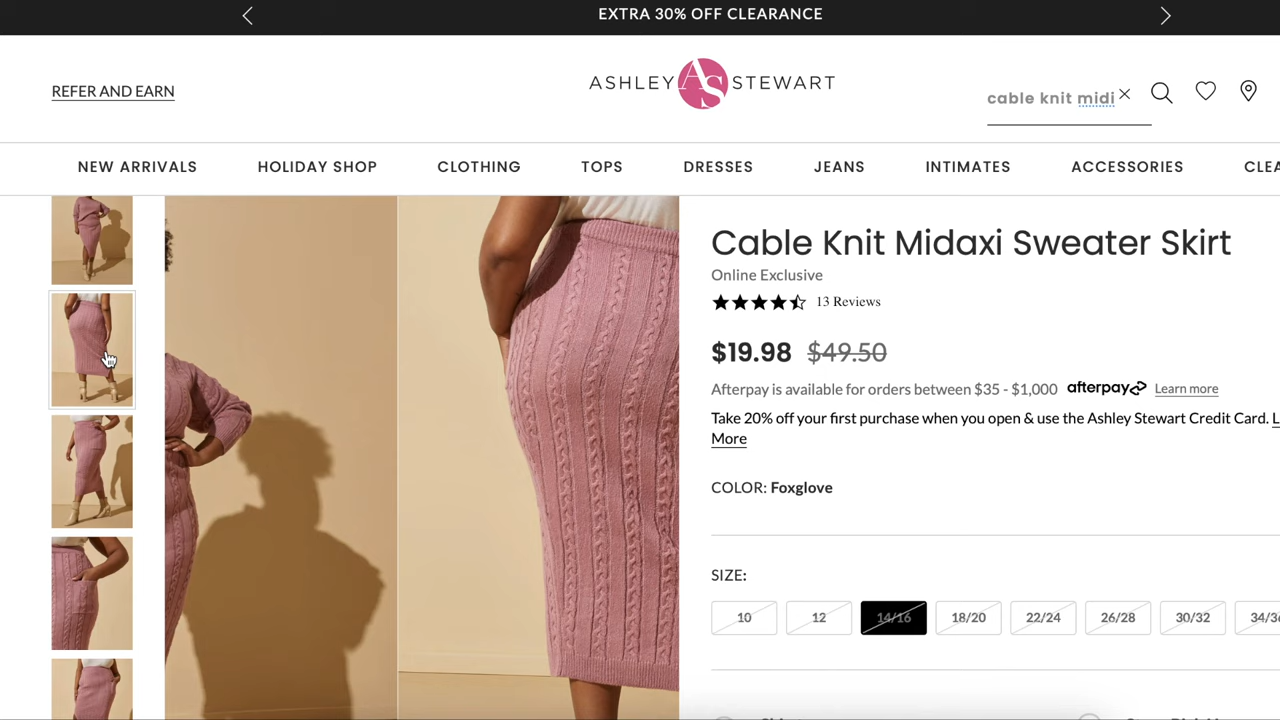 EXTRA 30% OFF CLEARANCE
REFER AND EARN
ASHLEY AS STEWART
cable knit midi
NEW ARRIVALS HOLIDAY SHOP CLOTHING TOPS DRESSES JEANS INTIMATES ACCESSORIES CLEA
Cable Knit Midaxi Sweater Skirt
Online Exclusive
13 Reviews
$19.98 $49.50
Afterpay is available for orders between $35 - $1,000 afterpay Learn more
Take 20% off your first purchase when you open & use the Ashley Stewart Credit Card. L
More
COLOR: Foxglove
SIZE:
10 12 14/16 18/20 22/24 26/28 30/32 34/36